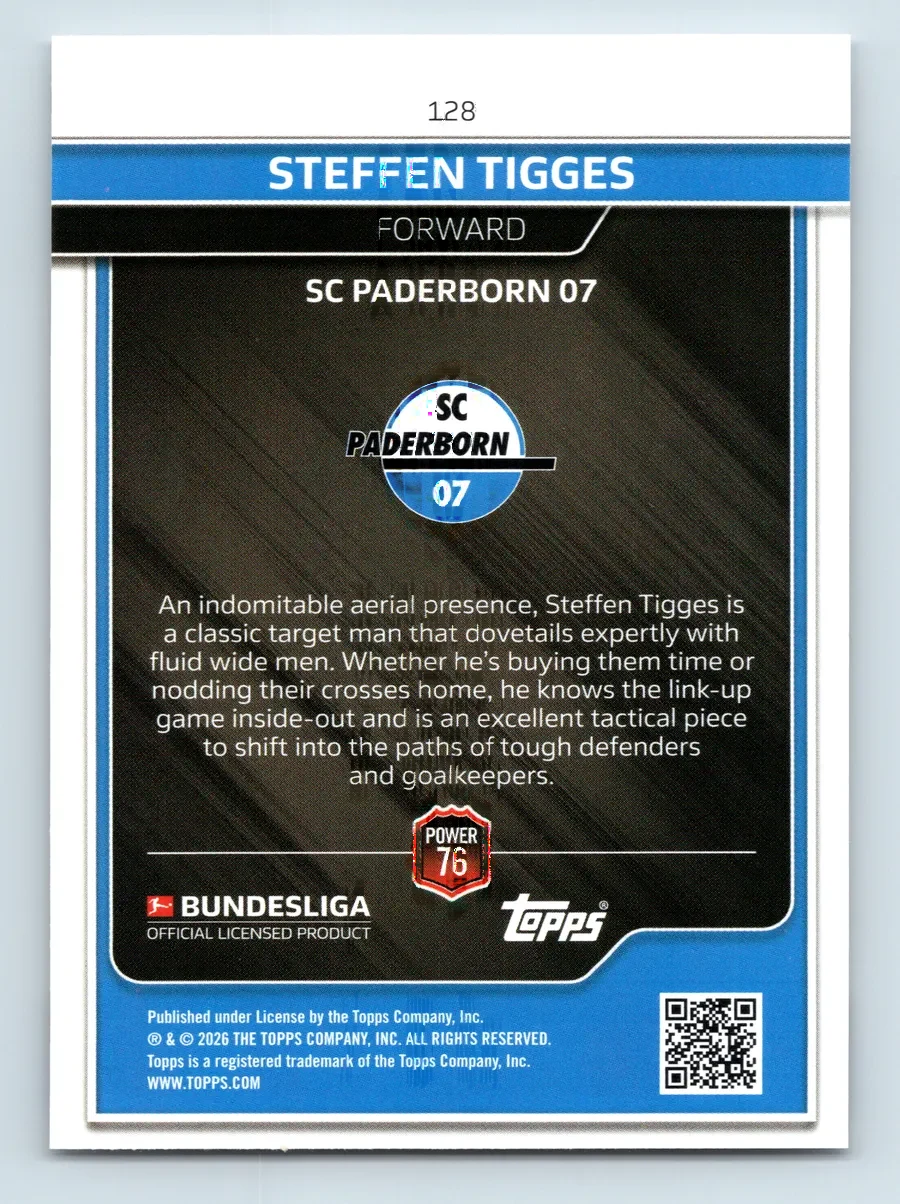 128
STEFFEN TIGGES
FORWARD
SC PADERBORN 07
SC
PADERBORN
07
An indomitable aerial presence, Steffen Tigges is
a classic target man that dovetails expertly with
fluid wide men. Whether he's buying them time or
nodding their crosses home, he knows the link-up
game inside-out and is an excellent tactical piece
to shift into the paths of tough defenders
and goalkeepers.
POWER
76
BUNDESLIGA
OFFICIAL LICENSED PRODUCT
topps®
Published under License by the Topps Company, Inc.
® & © 2026 THE TOPPS COMPANY, INC. ALL RIGHTS RESERVED.
Topps is a registered trademark of the Topps Company, Inc.
WWW.TOPPS.COM